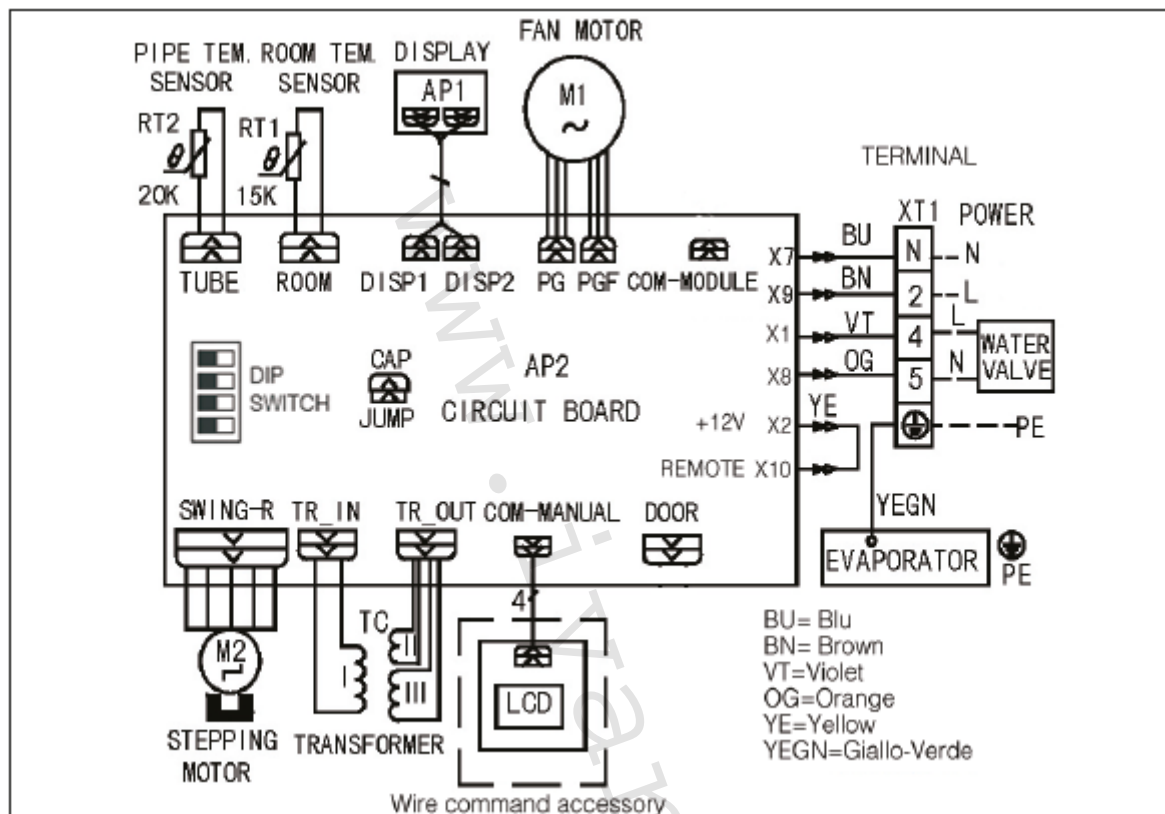 FAN MOTOR
PIPE TEM. ROOM TEM. DISPLAY
SENSOR SENSOR
AP1
M1
RT2 RT1
θ θ
20K 15K
TERMINAL
XT1 POWER
TUBE ROOM DISP1 DISP2 PG PGF COM-MODULE
X7 BU N N
X9 BN 2 L
X1 VT 4 L
X8 OG 5 N
WATER
VALVE
DIP
SWITCH
CAP
JUMP
AP2
CIRCUIT BOARD
+12V X2 YE
REMOTE X10
PE
YEGN
SWING-R TR_IN TR_OUT COM-MANUAL DOOR
EVAPORATOR
PE
4
TC
M2
I
II
III
LCD
STEPPING
MOTOR
TRANSFORMER
Wire command accessory
BU= Blu
BN= Brown
VT=Violet
OG=Orange
YE=Yellow
YEGN=Giallo-Verde